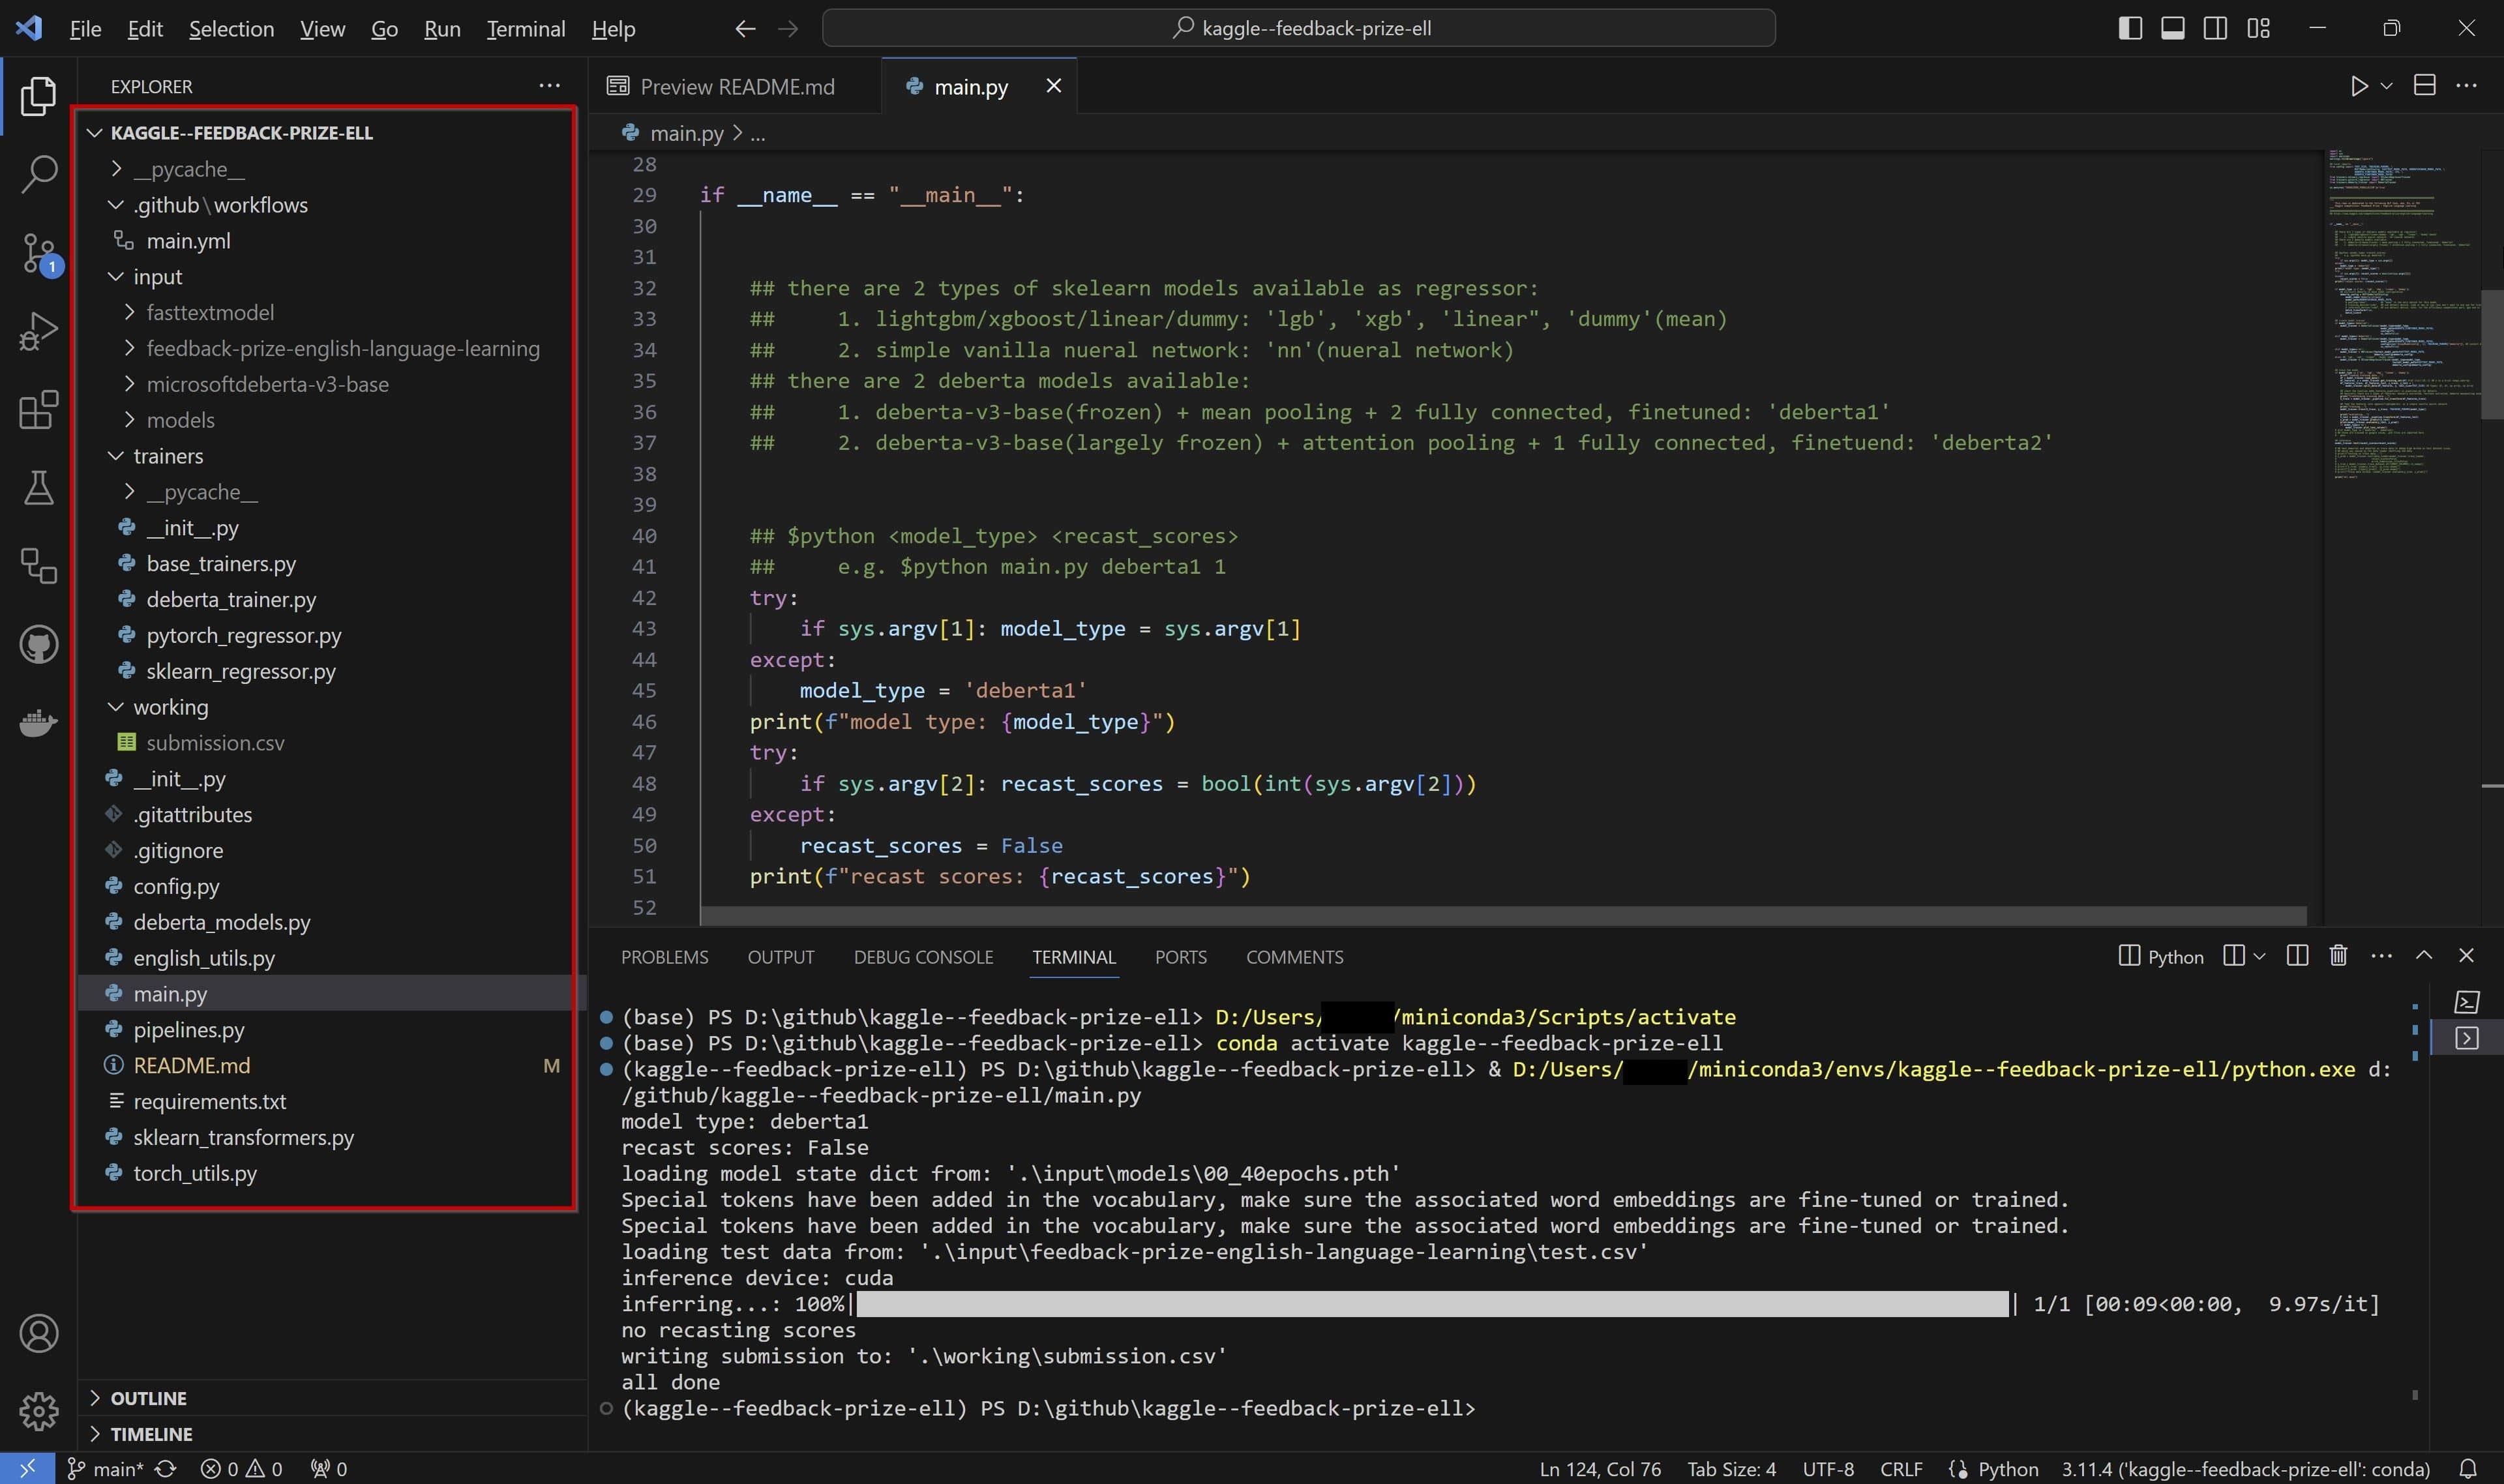 File Edit Selection View Go Run Terminal Help
kaggle--feedback-prize-ell
EXPLORER
KAGGLE--FEEDBACK-PRIZE-ELL
__pycache__
.github\workflows
main.yml
input
fasttextmodel
feedback-prize-english-language-learning
microsoftdeberta-v3-base
models
trainers
__pycache__
__init__.py
base_trainers.py
deberta_trainer.py
pytorch_regressor.py
sklearn_regressor.py
working
submission.csv
__init__.py
.gitattributes
.gitignore
config.py
deberta_models.py
english_utils.py
main.py
pipelines.py
README.md M
requirements.txt
sklearn_transformers.py
torch_utils.py
OUTLINE
TIMELINE
1
Preview README.md
main.py
main.py > ...
28
29 if __name__ == "__main__":
30
31
32 ## there are 2 types of skelearn models available as regressor:
33 ##     1. lightgbm/xgboost/linear/dummy: 'lgb', 'xgb', 'linear", 'dummy'(mean)
34 ##     2. simple vanilla nueral network: 'nn'(nueral network)
35 ## there are 2 deberta models available:
36 ##     1. deberta-v3-base(frozen) + mean pooling + 2 fully connected, finetuned: 'deberta1'
37 ##     2. deberta-v3-base(largely frozen) + attention pooling + 1 fully connected, finetuend: 'deberta2'
38
39
40 ## $python <model_type> <recast_scores>
41 ##     e.g. $python main.py deberta1 1
42 try:
43     if sys.argv[1]: model_type = sys.argv[1]
44 except:
45     model_type = 'deberta1'
46 print(f"model type: {model_type}")
47 try:
48     if sys.argv[2]: recast_scores = bool(int(sys.argv[2]))
49 except:
50     recast_scores = False
51 print(f"recast scores: {recast_scores}")
52
PROBLEMS OUTPUT DEBUG CONSOLE TERMINAL PORTS COMMENTS
Python
(base) PS D:\github\kaggle--feedback-prize-ell> D:/Users/ /miniconda3/Scripts/activate
(base) PS D:\github\kaggle--feedback-prize-ell> conda activate kaggle--feedback-prize-ell
(kaggle--feedback-prize-ell) PS D:\github\kaggle--feedback-prize-ell> & D:/Users/ /miniconda3/envs/kaggle--feedback-prize-ell/python.exe d:
/github/kaggle--feedback-prize-ell/main.py
model type: deberta1
recast scores: False
loading model state dict from: '.\input\models\00_40epochs.pth'
Special tokens have been added in the vocabulary, make sure the associated word embeddings are fine-tuned or trained.
Special tokens have been added in the vocabulary, make sure the associated word embeddings are fine-tuned or trained.
loading test data from: '.\input\feedback-prize-english-language-learning\test.csv'
inference device: cuda
inferring...: 100%| | 1/1 [00:09<00:00,  9.97s/it]
no recasting scores
writing submission to: '.\working\submission.csv'
all done
(kaggle--feedback-prize-ell) PS D:\github\kaggle--feedback-prize-ell>
main* 0 0 0 Ln 124, Col 76 Tab Size: 4 UTF-8 CRLF Python 3.11.4 ('kaggle--feedback-prize-ell': conda)